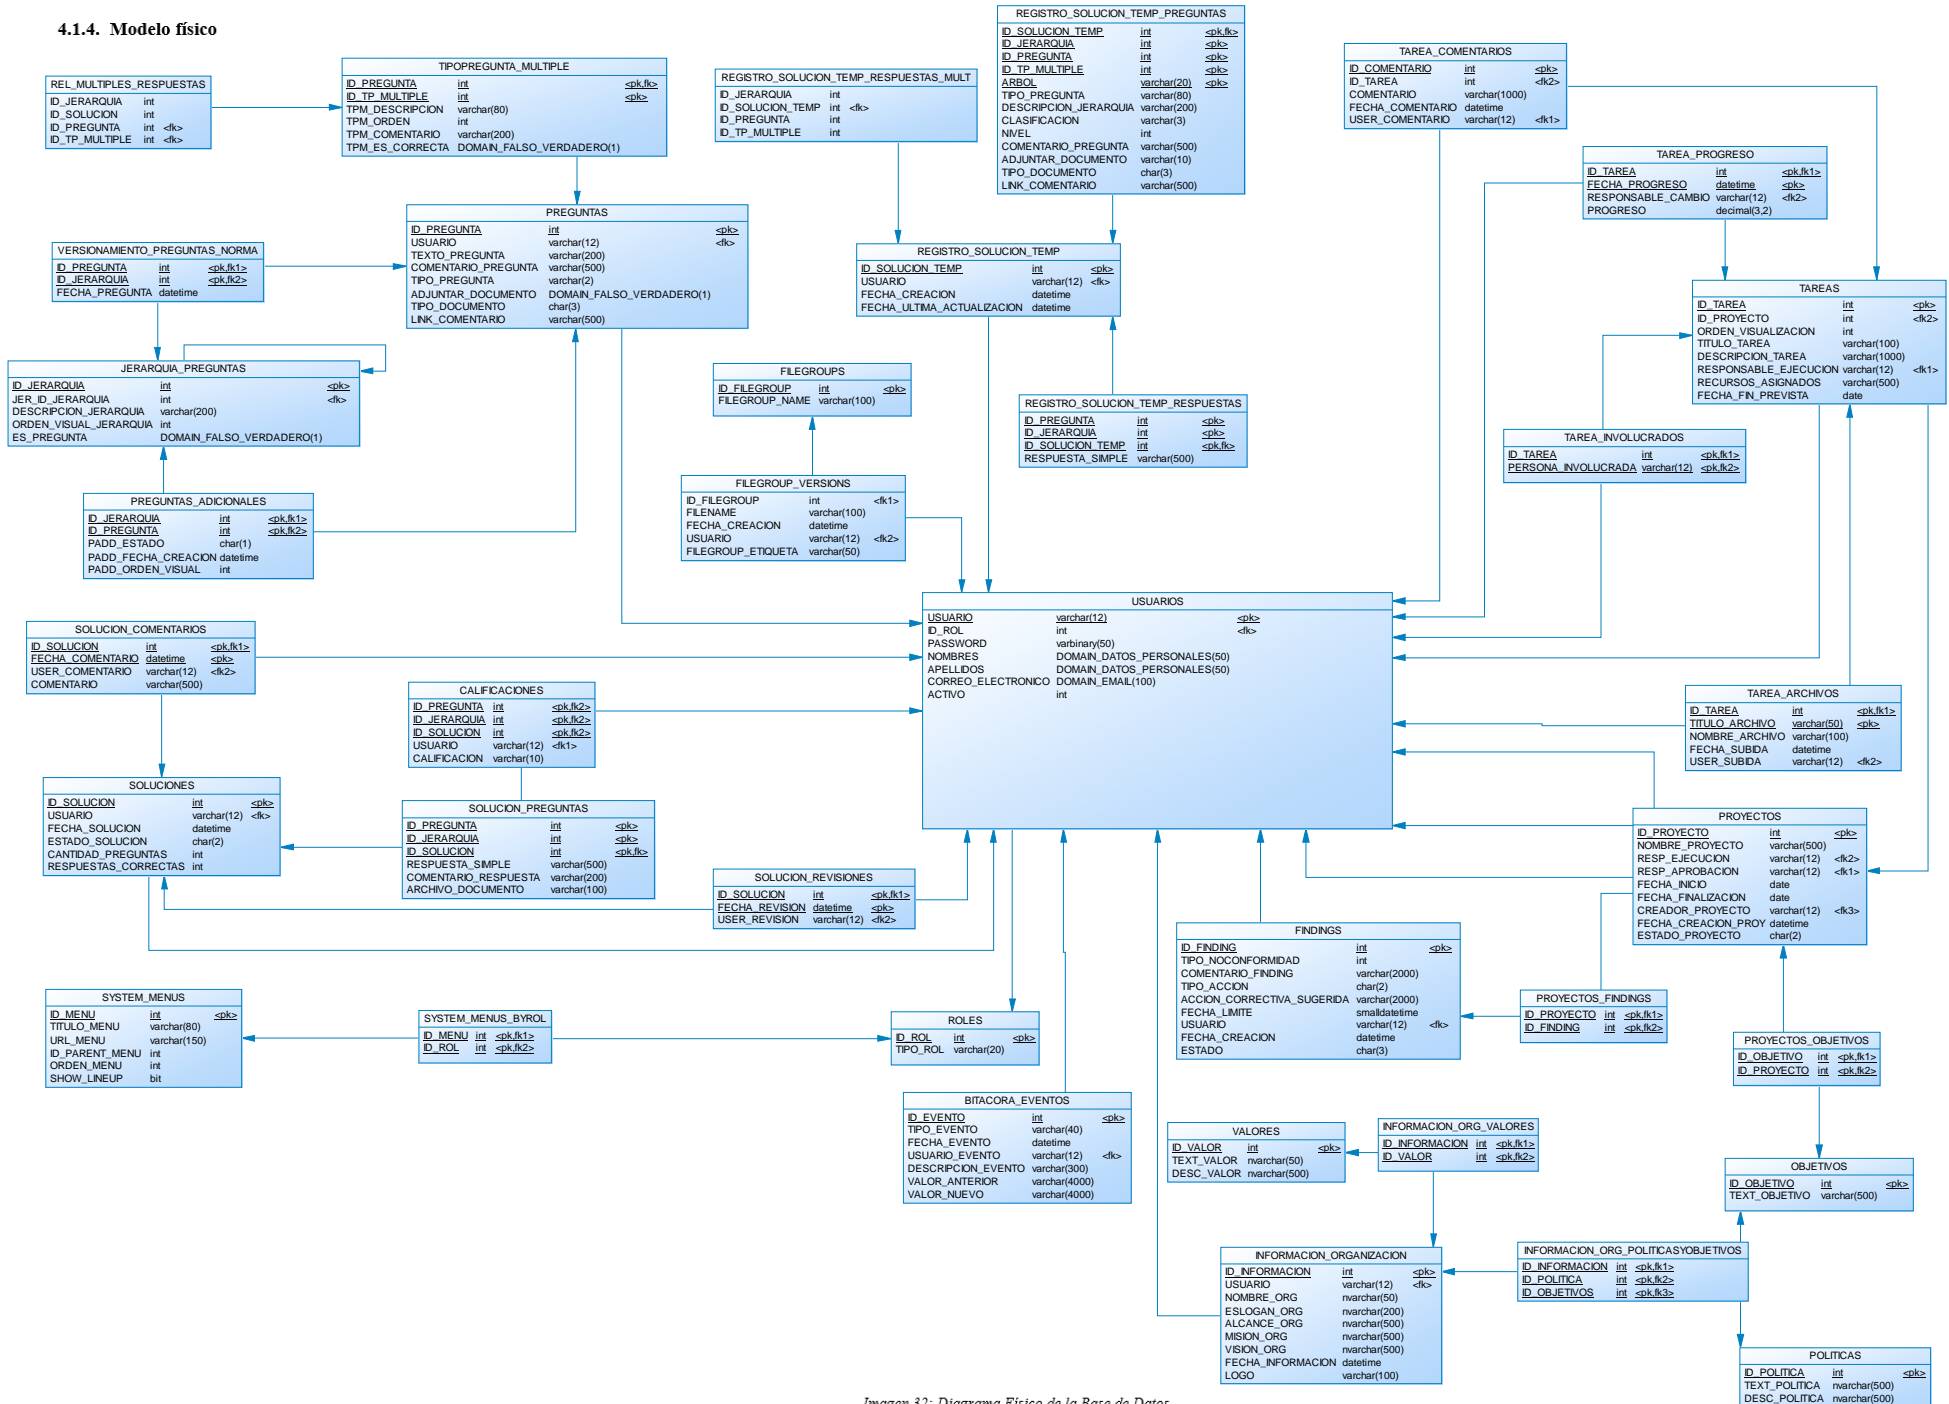 4.1.4. Modelo físico
REL_MULTIPLES_RESPUESTAS
ID_JERARQUIA int
ID_SOLUCION int
ID_PREGUNTA int <fk>
ID_TP_MULTIPLE int <fk>
TIPOPREGUNTA_MULTIPLE
ID_PREGUNTA int <pk,fk>
ID_TP_MULTIPLE int <pk>
TPM_DESCRIPCION varchar(80)
TPM_ORDEN int
TPM_COMENTARIO varchar(200)
TPM_ES_CORRECTA DOMAIN_FALSO_VERDADERO(1)
REGISTRO_SOLUCION_TEMP_RESPUESTAS_MULT
ID_JERARQUIA int
ID_SOLUCION_TEMP int <fk>
ID_PREGUNTA int
ID_TP_MULTIPLE int
REGISTRO_SOLUCION_TEMP_PREGUNTAS
ID_SOLUCION_TEMP int <pk,fk>
ID_JERARQUIA int <pk>
ID_PREGUNTA int <pk>
ID_TP_MULTIPLE int <pk>
ARBOL varchar(20) <pk>
TIPO_PREGUNTA varchar(80)
DESCRIPCION_JERARQUIA varchar(200)
CLASIFICACION varchar(3)
NIVEL int
COMENTARIO_PREGUNTA varchar(500)
ADJUNTAR_DOCUMENTO varchar(10)
TIPO_DOCUMENTO char(3)
LINK_COMENTARIO varchar(500)
TAREA_COMENTARIOS
ID_COMENTARIO int <pk>
ID_TAREA int <fk2>
COMENTARIO varchar(1000)
FECHA_COMENTARIO datetime
USER_COMENTARIO varchar(12) <fk1>
TAREA_PROGRESO
ID_TAREA int <pk,fk1>
FECHA_PROGRESO datetime <pk>
RESPONSABLE_CAMBIO varchar(12) <fk2>
PROGRESO decimal(3,2)
PREGUNTAS
ID_PREGUNTA int <pk>
USUARIO varchar(12) <fk>
TEXTO_PREGUNTA varchar(200)
COMENTARIO_PREGUNTA varchar(500)
TIPO_PREGUNTA varchar(2)
ADJUNTAR_DOCUMENTO DOMAIN_FALSO_VERDADERO(1)
TIPO_DOCUMENTO char(3)
LINK_COMENTARIO varchar(500)
VERSIONAMIENTO_PREGUNTAS_NORMA
ID_PREGUNTA int <pk,fk1>
ID_JERARQUIA int <pk,fk2>
FECHA_PREGUNTA datetime
REGISTRO_SOLUCION_TEMP
ID_SOLUCION_TEMP int <pk>
USUARIO varchar(12) <fk>
FECHA_CREACION datetime
FECHA_ULTIMA_ACTUALIZACION datetime
TAREAS
ID_TAREA int <pk>
ID_PROYECTO int <fk2>
ORDEN_VISUALIZACION int
TITULO_TAREA varchar(100)
DESCRIPCION_TAREA varchar(1000)
RESPONSABLE_EJECUCION varchar(12) <fk1>
RECURSOS_ASIGNADOS varchar(500)
FECHA_FIN_PREVISTA date
JERARQUIA_PREGUNTAS
ID_JERARQUIA int <pk>
JER_ID_JERARQUIA int <fk>
DESCRIPCION_JERARQUIA varchar(200)
ORDEN_VISUAL_JERARQUIA int
ES_PREGUNTA DOMAIN_FALSO_VERDADERO(1)
FILEGROUPS
ID_FILEGROUP int <pk>
FILEGROUP_NAME varchar(100)
REGISTRO_SOLUCION_TEMP_RESPUESTAS
ID_PREGUNTA int <pk>
ID_JERARQUIA int <pk>
ID_SOLUCION_TEMP int <pk,fk>
RESPUESTA_SIMPLE varchar(500)
TAREA_INVOLUCRADOS
ID_TAREA int <pk,fk1>
PERSONA_INVOLUCRADA varchar(12) <pk,fk2>
FILEGROUP_VERSIONS
ID_FILEGROUP int <fk1>
FILENAME varchar(100)
FECHA_CREACION datetime
USUARIO varchar(12) <fk2>
FILEGROUP_ETIQUETA varchar(50)
PREGUNTAS_ADICIONALES
ID_JERARQUIA int <pk,fk1>
ID_PREGUNTA int <pk,fk2>
PADD_ESTADO char(1)
PADD_FECHA_CREACION datetime
PADD_ORDEN_VISUAL int
USUARIOS
USUARIO varchar(12) <pk>
ID_ROL int <fk>
PASSWORD varbinary(50)
NOMBRES DOMAIN_DATOS_PERSONALES(50)
APELLIDOS DOMAIN_DATOS_PERSONALES(50)
CORREO_ELECTRONICO DOMAIN_EMAIL(100)
ACTIVO int
SOLUCION_COMENTARIOS
ID_SOLUCION int <pk,fk1>
FECHA_COMENTARIO datetime <pk>
USER_COMENTARIO varchar(12) <fk2>
COMENTARIO varchar(500)
CALIFICACIONES
ID_PREGUNTA int <pk,fk2>
ID_JERARQUIA int <pk,fk2>
ID_SOLUCION int <pk,fk2>
USUARIO varchar(12) <fk1>
CALIFICACION varchar(10)
TAREA_ARCHIVOS
ID_TAREA int <pk,fk1>
TITULO_ARCHIVO varchar(50) <pk>
NOMBRE_ARCHIVO varchar(100)
FECHA_SUBIDA datetime
USER_SUBIDA varchar(12) <fk2>
SOLUCIONES
ID_SOLUCION int <pk>
USUARIO varchar(12) <fk>
FECHA_SOLUCION datetime
ESTADO_SOLUCION char(2)
CANTIDAD_PREGUNTAS int
RESPUESTAS_CORRECTAS int
SOLUCION_PREGUNTAS
ID_PREGUNTA int <pk>
ID_JERARQUIA int <pk>
ID_SOLUCION int <pk,fk>
RESPUESTA_SIMPLE varchar(500)
COMENTARIO_RESPUESTA varchar(200)
ARCHIVO_DOCUMENTO varchar(100)
PROYECTOS
ID_PROYECTO int <pk>
NOMBRE_PROYECTO varchar(500)
RESP_EJECUCION varchar(12) <fk2>
RESP_APROBACION varchar(12) <fk1>
FECHA_INICIO date
FECHA_FINALIZACION date
CREADOR_PROYECTO varchar(12) <fk3>
FECHA_CREACION_PROY datetime
ESTADO_PROYECTO char(2)
SOLUCION_REVISIONES
ID_SOLUCION int <pk,fk1>
FECHA_REVISION datetime <pk>
USER_REVISION varchar(12) <fk2>
FINDINGS
ID_FINDING int <pk>
TIPO_NOCONFORMIDAD int
COMENTARIO_FINDING varchar(2000)
TIPO_ACCION char(2)
ACCION_CORRECTIVA_SUGERIDA varchar(2000)
FECHA_LIMITE smalldatetime
USUARIO varchar(12) <fk>
FECHA_CREACION datetime
ESTADO char(3)
SYSTEM_MENUS
ID_MENU int <pk>
TITULO_MENU varchar(80)
URL_MENU varchar(150)
ID_PARENT_MENU int
ORDEN_MENU int
SHOW_LINEUP bit
SYSTEM_MENUS_BYROL
ID_MENU int <pk,fk1>
ID_ROL int <pk,fk2>
ROLES
ID_ROL int <pk>
TIPO_ROL varchar(20)
PROYECTOS_FINDINGS
ID_PROYECTO int <pk,fk1>
ID_FINDING int <pk,fk2>
PROYECTOS_OBJETIVOS
ID_OBJETIVO int <pk,fk1>
ID_PROYECTO int <pk,fk2>
BITACORA_EVENTOS
ID_EVENTO int <pk>
TIPO_EVENTO varchar(40)
FECHA_EVENTO datetime
USUARIO_EVENTO varchar(12) <fk>
DESCRIPCION_EVENTO varchar(300)
VALOR_ANTERIOR varchar(4000)
VALOR_NUEVO varchar(4000)
VALORES
ID_VALOR int <pk>
TEXT_VALOR nvarchar(50)
DESC_VALOR nvarchar(500)
INFORMACION_ORG_VALORES
ID_INFORMACION int <pk,fk1>
ID_VALOR int <pk,fk2>
OBJETIVOS
ID_OBJETIVO int <pk>
TEXT_OBJETIVO varchar(500)
INFORMACION_ORGANIZACION
ID_INFORMACION int <pk>
USUARIO varchar(12) <fk>
NOMBRE_ORG nvarchar(50)
ESLOGAN_ORG nvarchar(200)
ALCANCE_ORG nvarchar(500)
MISION_ORG nvarchar(500)
VISION_ORG nvarchar(500)
FECHA_INFORMACION datetime
LOGO varchar(100)
INFORMACION_ORG_POLITICASYOBJETIVOS
ID_INFORMACION int <pk,fk1>
ID_POLITICA int <pk,fk2>
ID_OBJETIVOS int <pk,fk3>
POLITICAS
ID_POLITICA int <pk>
TEXT_POLITICA nvarchar(500)
DESC_POLITICA nvarchar(500)
Imagen 32: Diagrama Físico de la Base de Datos